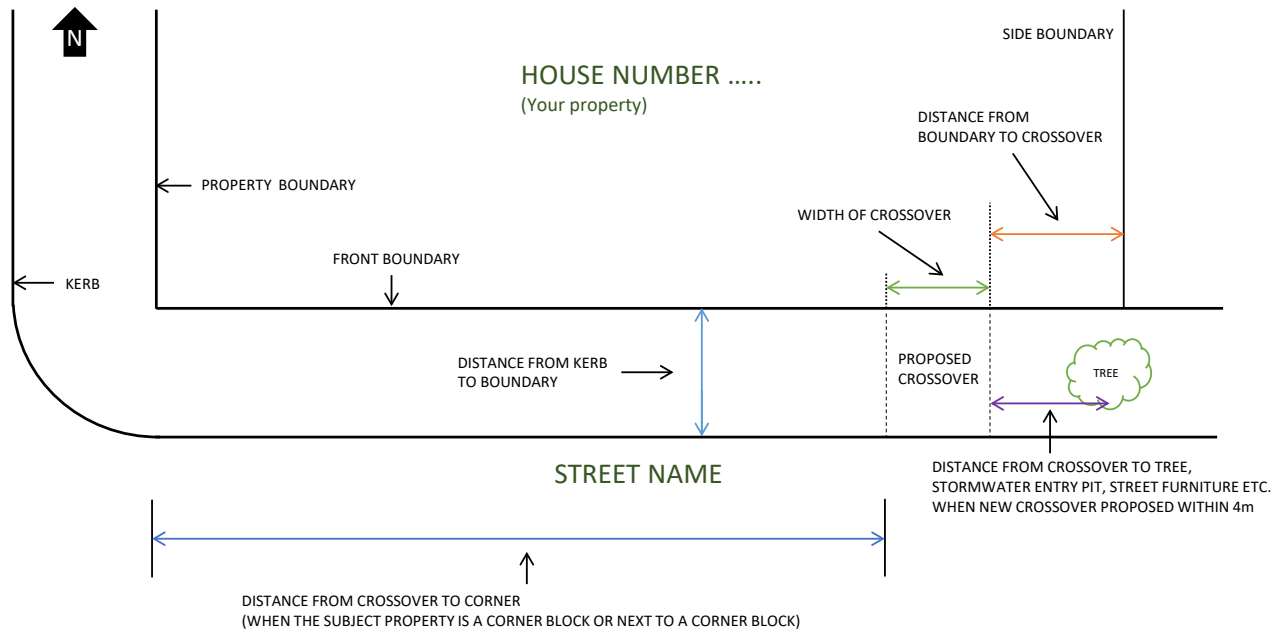 N
SIDE BOUNDARY
HOUSE NUMBER .....
(Your property)
DISTANCE FROM
BOUNDARY TO CROSSOVER
PROPERTY BOUNDARY
WIDTH OF CROSSOVER
FRONT BOUNDARY
KERB
DISTANCE FROM KERB
TO BOUNDARY
PROPOSED
CROSSOVER
TREE
STREET NAME
DISTANCE FROM CROSSOVER TO TREE,
STORMWATER ENTRY PIT, STREET FURNITURE ETC.
WHEN NEW CROSSOVER PROPOSED WITHIN 4m
DISTANCE FROM CROSSOVER TO CORNER
(WHEN THE SUBJECT PROPERTY IS A CORNER BLOCK OR NEXT TO A CORNER BLOCK)